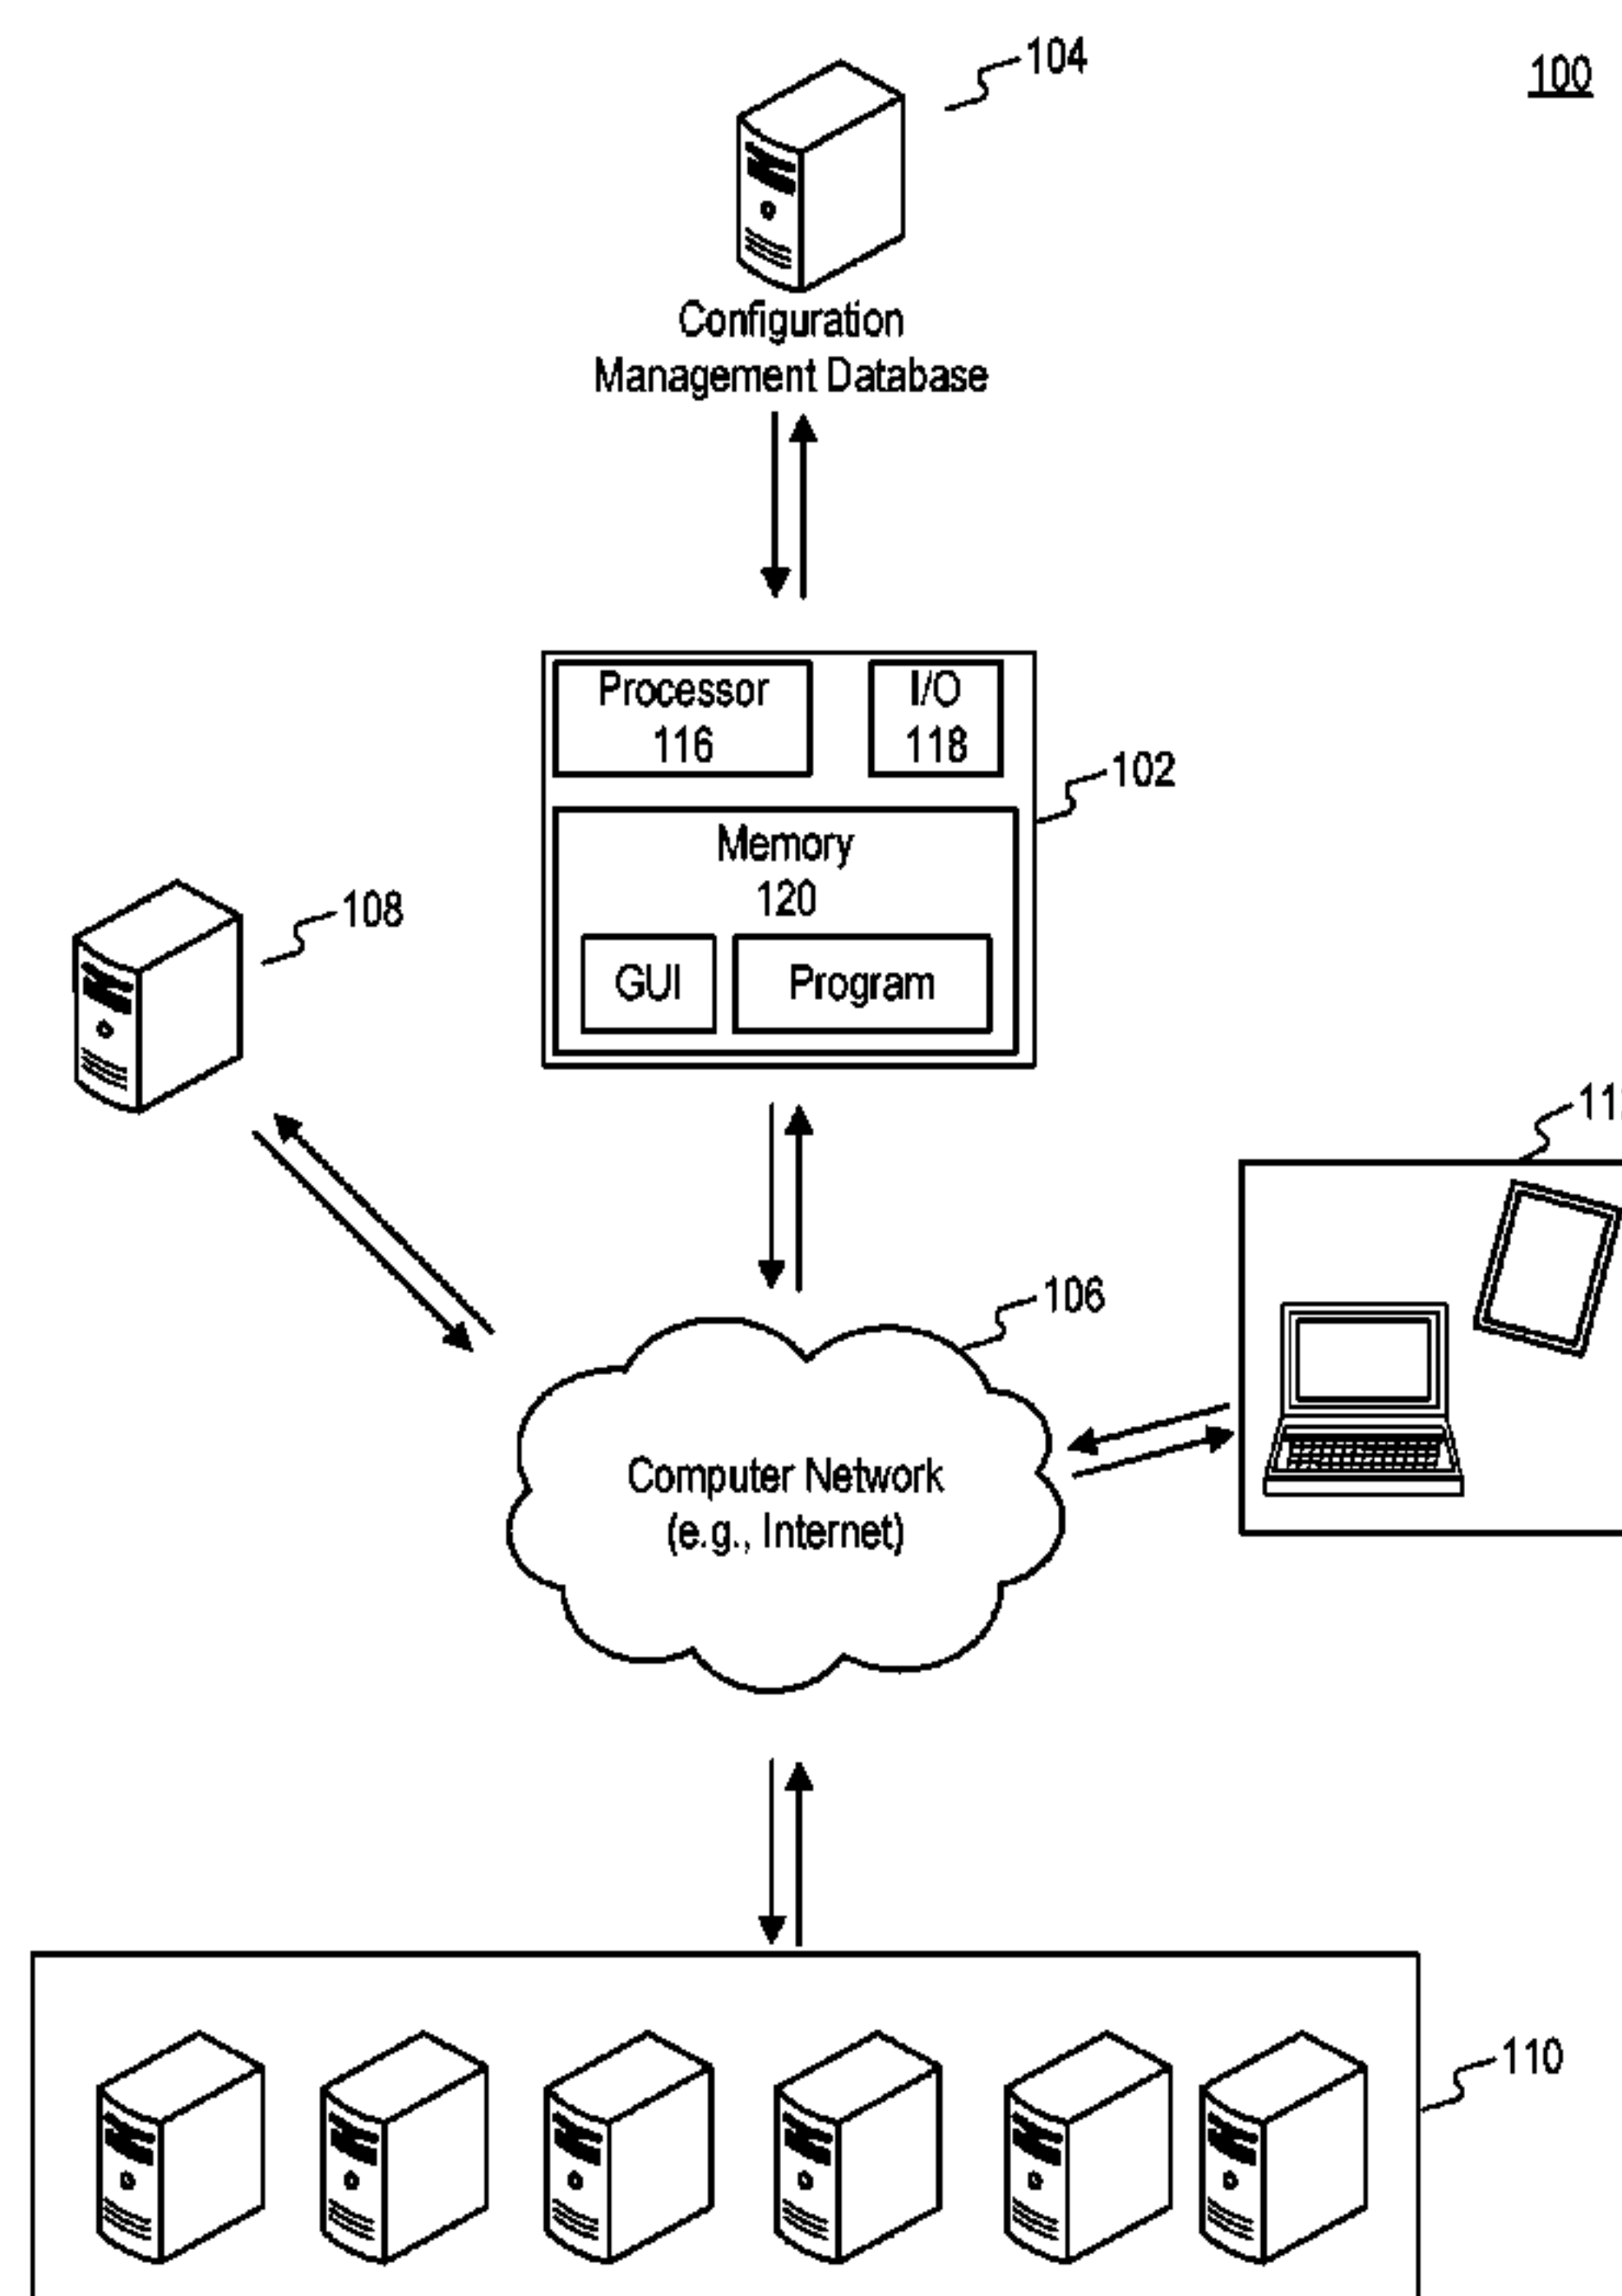 104
100
Configuration
Management Database
Processor
116
I/O
118
102
Memory
120
GUI
Program
108
106
Computer Network
(e.g., Internet)
110